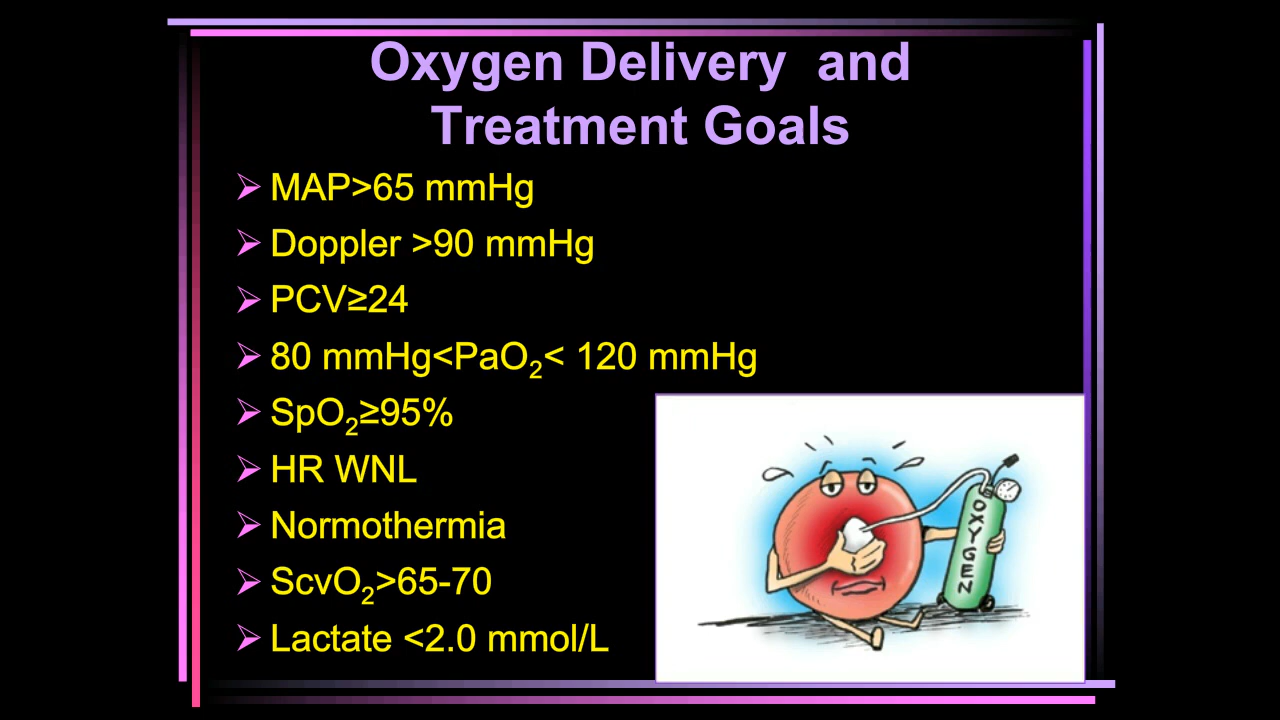 Oxygen Delivery and
Treatment Goals
➢ MAP>65 mmHg
➢ Doppler >90 mmHg
➢ PCV≥24
➢ 80 mmHg<PaO₂< 120 mmHg
➢ SpO₂≥95%
➢ HR WNL
➢ Normothermia
➢ ScvO₂>65-70
➢ Lactate <2.0 mmol/L
OXYGEN